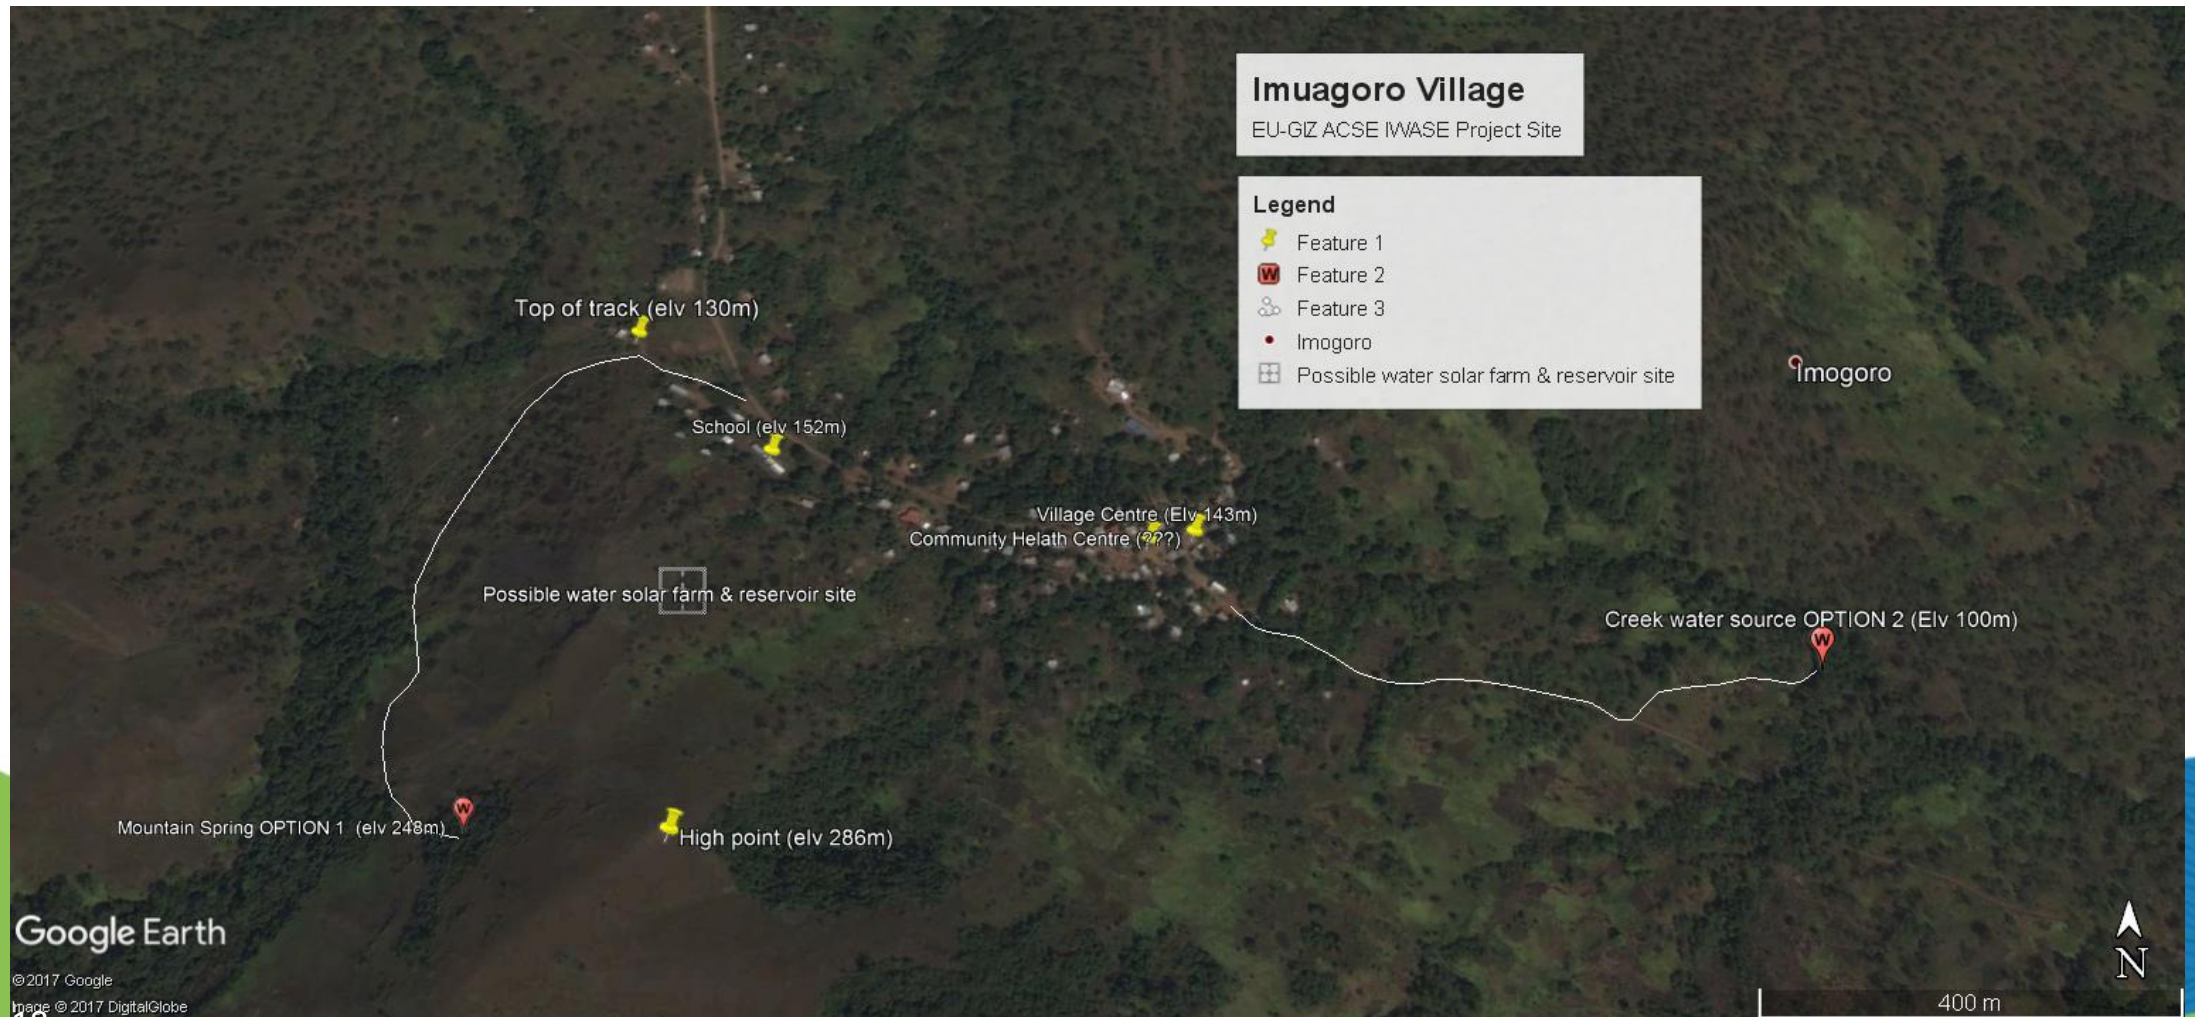 Imuagoro Village
EU-GIZ ACSE IWASE Project Site
Legend
Feature 1
W Feature 2
Feature 3
Imogoro
Possible water solar farm & reservoir site
Top of track (elv 130m)
Imogoro
School (elv 152m)
Village Centre (Elv 143m)
Community Helath Centre (???)
Possible water solar farm & reservoir site
Creek water source OPTION 2 (Elv 100m)
W
W
Mountain Spring OPTION 1 (elv 248m)
High point (elv 286m)
Google Earth
N
©2017 Google
Image © 2017 DigitalGlobe
400 m